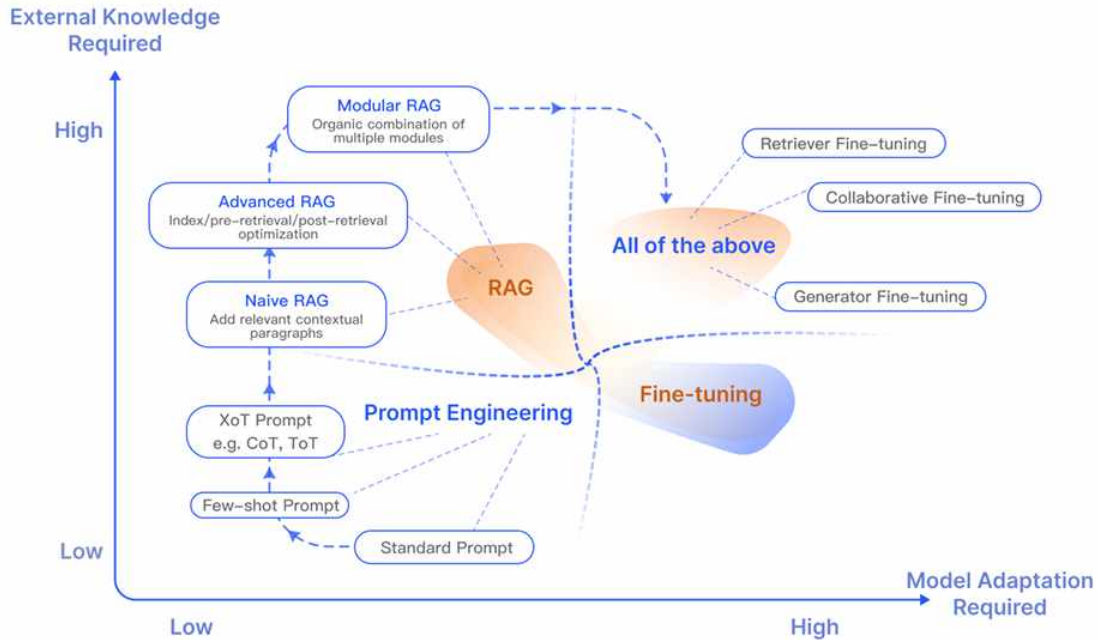 External Knowledge
Required
High
Modular RAG
Organic combination of
multiple modules
Retriever Fine-tuning
Advanced RAG
Index/pre-retrieval/post-retrieval
optimization
Collaborative Fine-tuning
All of the above
RAG
Naive RAG
Add relevant contextual
paragraphs
Generator Fine-tuning
Fine-tuning
Prompt Engineering
XoT Prompt
e.g. CoT, ToT
Few-shot Prompt
Standard Prompt
Low
Model Adaptation
Required
Low
High